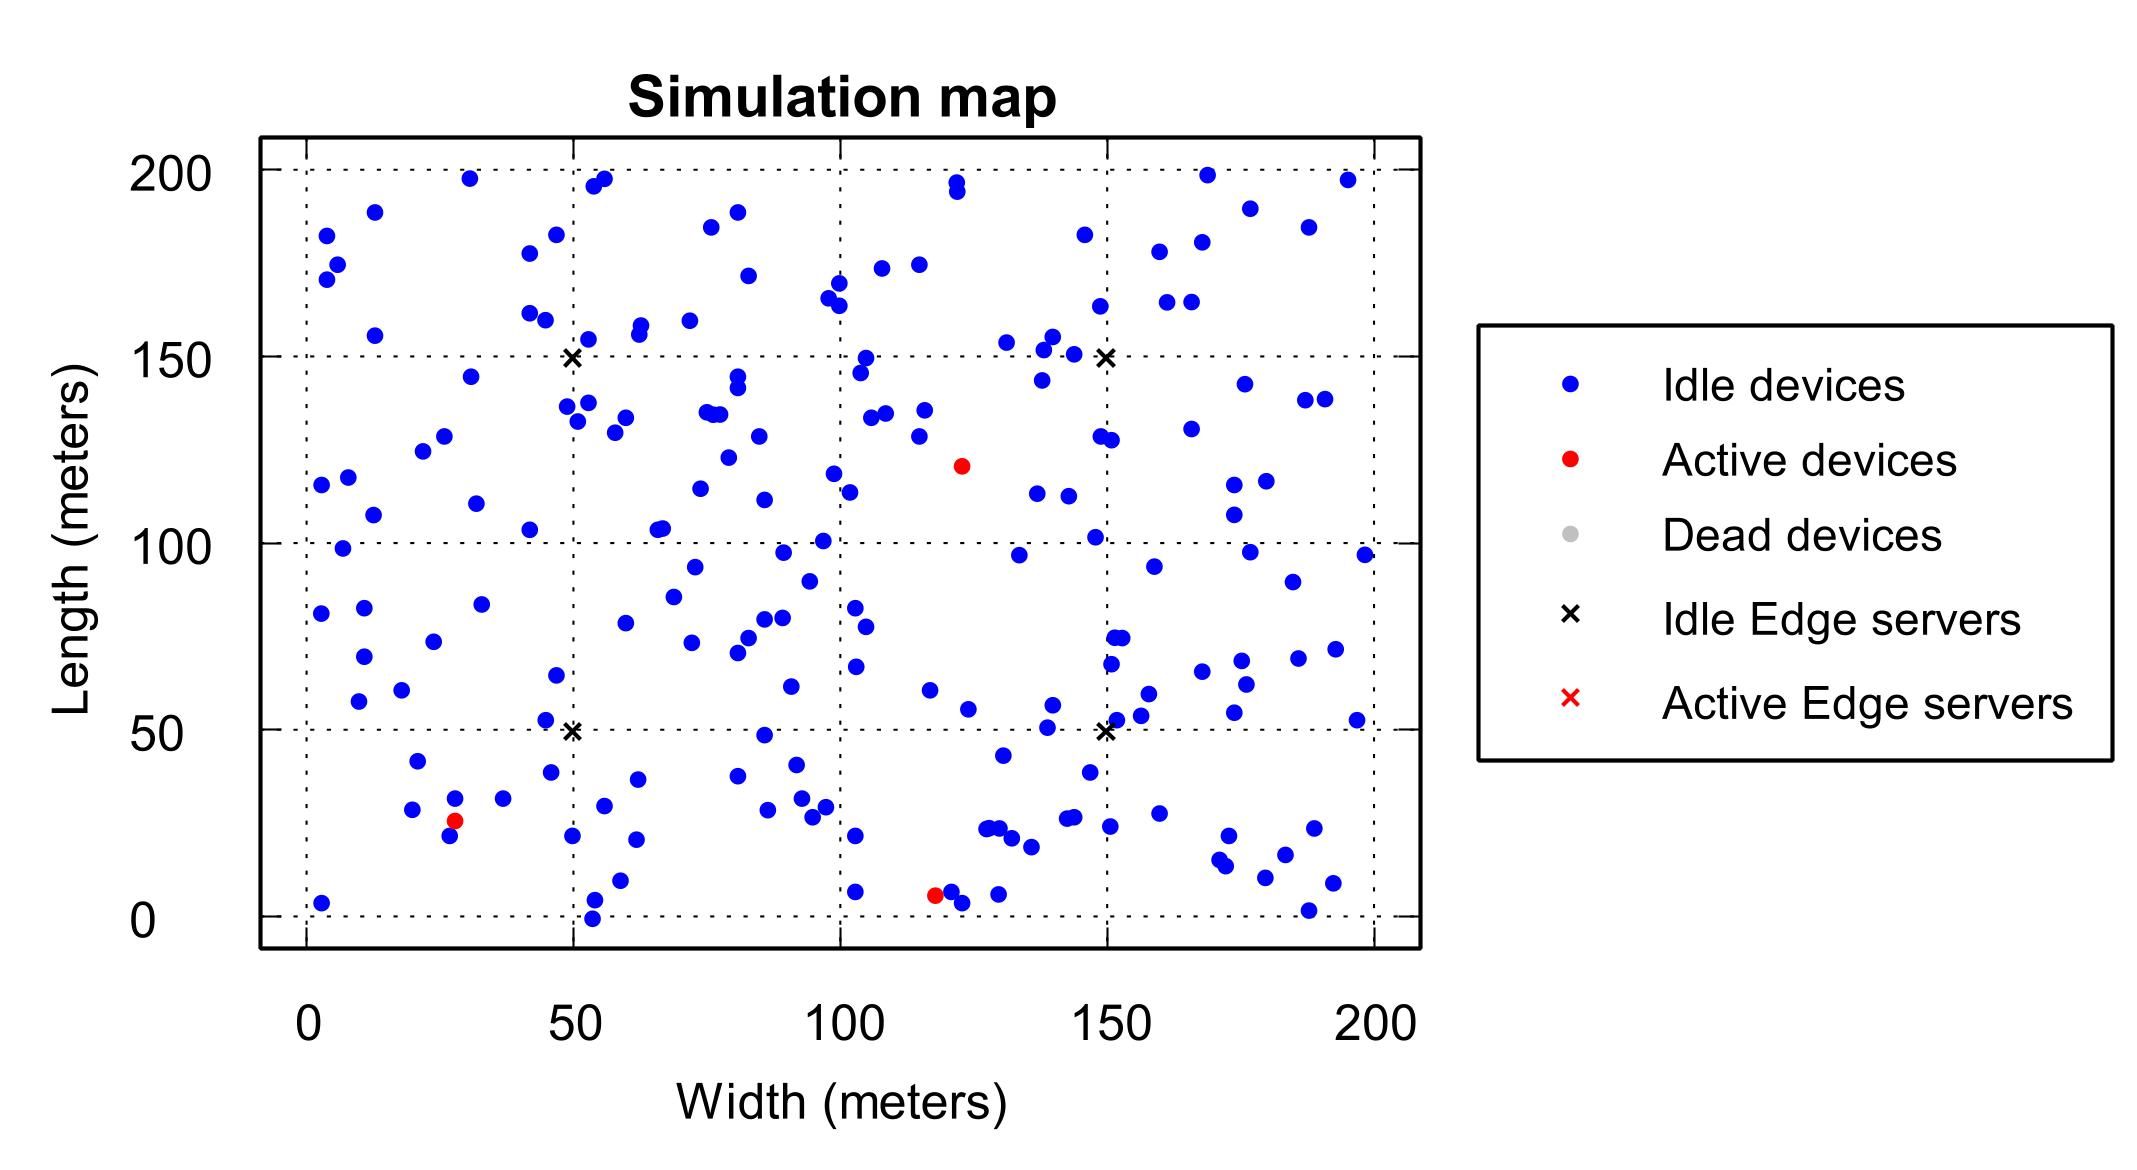 Simulation map
200
150
100
50
0
Length (meters)
0 50 100 150 200
Width (meters)
Idle devices
Active devices
Dead devices
Idle Edge servers
Active Edge servers